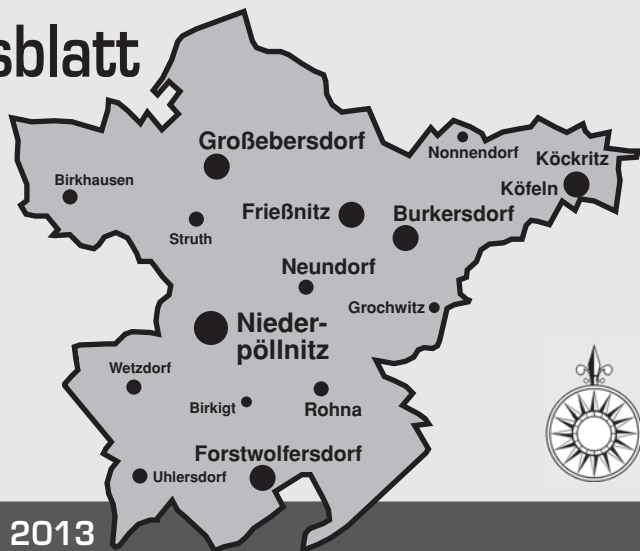 sblatt
Großebersdorf
Nonnendorf
Köckritz
Birkhausen
Köfeln
Frießnitz
Burkersdorf
Struth
Neundorf
Grochwitz
Nieder-
pöllnitz
Wetzdorf
Birkigt
Rohna
Forstwolfersdorf
Uhlersdorf
2013